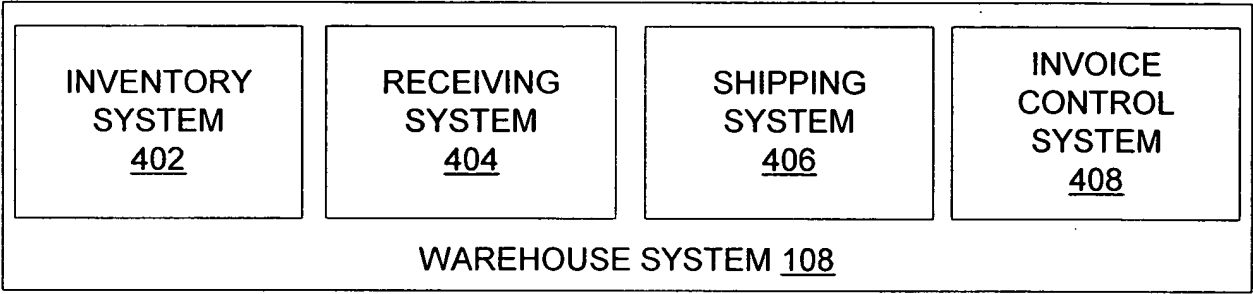 INVENTORY
SYSTEM
402
RECEIVING
SYSTEM
404
SHIPPING
SYSTEM
406
INVOICE
CONTROL
SYSTEM
408
WAREHOUSE SYSTEM 108